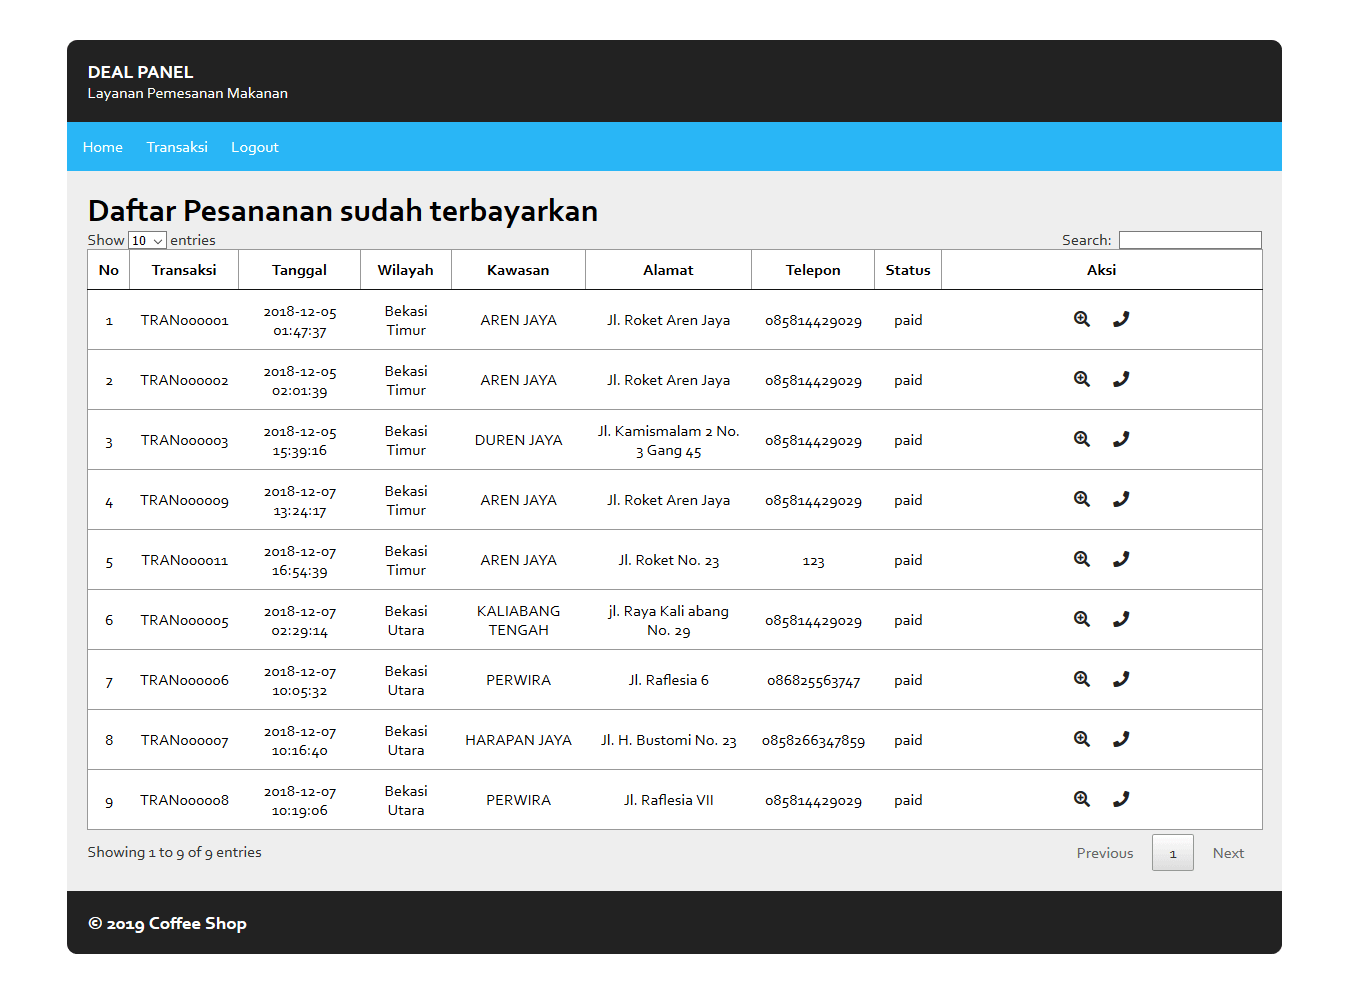 DEAL PANEL
Layanan Pemesanan Makanan
Home Transaksi Logout
Daftar Pesananan sudah terbayarkan
Show 10 entries Search:
No Transaksi Tanggal Wilayah Kawasan Alamat Telepon Status Aksi
1 TRAN000001 2018-12-05 01:47:37 Bekasi Timur AREN JAYA Jl. Roket Aren Jaya 085814429029 paid
2 TRAN000002 2018-12-05 02:01:39 Bekasi Timur AREN JAYA Jl. Roket Aren Jaya 085814429029 paid
3 TRAN000003 2018-12-05 15:39:16 Bekasi Timur DUREN JAYA Jl. Kamismalam 2 No. 3 Gang 45 085814429029 paid
4 TRAN000009 2018-12-07 13:24:17 Bekasi Timur AREN JAYA Jl. Roket Aren Jaya 085814429029 paid
5 TRAN000011 2018-12-07 16:54:39 Bekasi Timur AREN JAYA Jl. Roket No. 23 123 paid
6 TRAN000005 2018-12-07 02:29:14 Bekasi Utara KALIABANG TENGAH jl. Raya Kali abang No. 29 085814429029 paid
7 TRAN000006 2018-12-07 10:05:32 Bekasi Utara PERWIRA Jl. Raflesia 6 086825563747 paid
8 TRAN000007 2018-12-07 10:16:40 Bekasi Utara HARAPAN JAYA Jl. H. Bustomi No. 23 0858266347859 paid
9 TRAN000008 2018-12-07 10:19:06 Bekasi Utara PERWIRA Jl. Raflesia VII 085814429029 paid
Showing 1 to 9 of 9 entries Previous 1 Next
© 2019 Coffee Shop